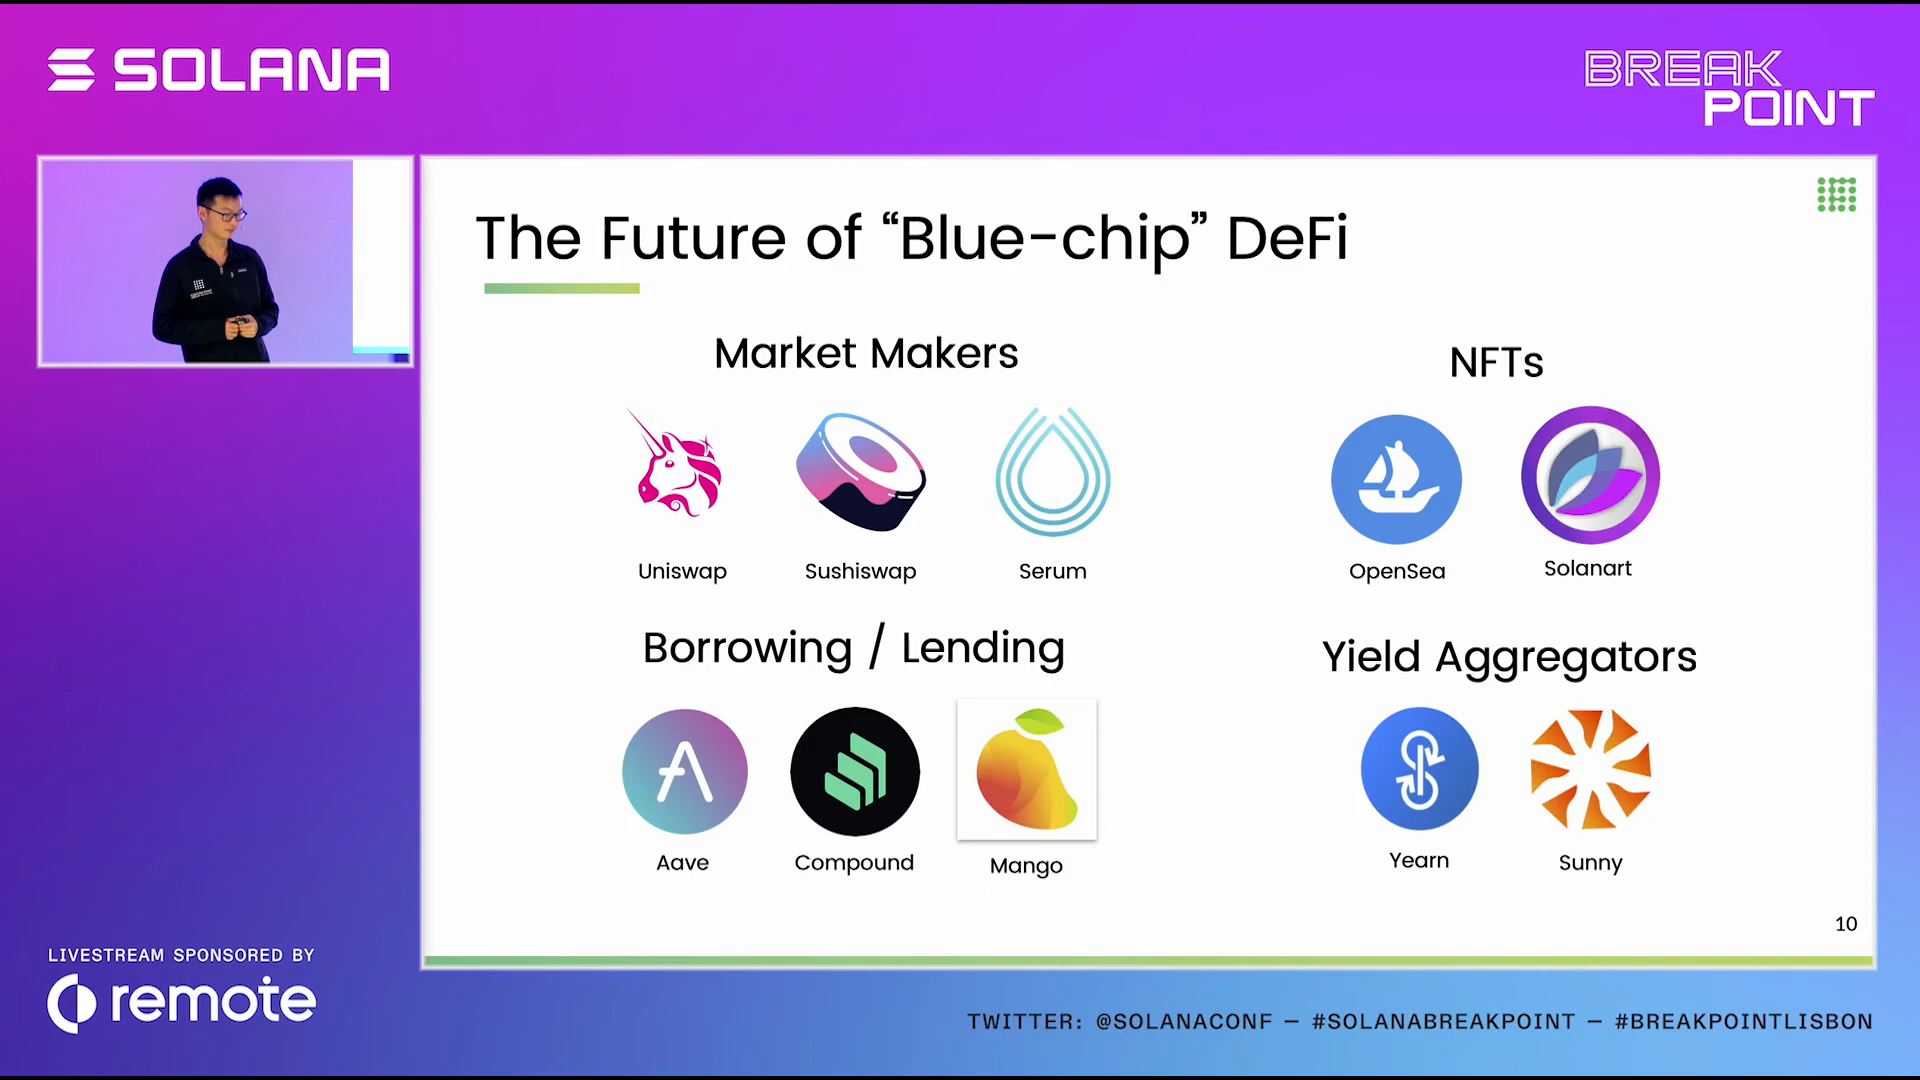 SOLANA
BREAK
POINT
The Future of “Blue-chip” DeFi
Market Makers
NFTs
Uniswap
Sushiswap
Serum
OpenSea
Solanart
Borrowing / Lending
Yield Aggregators
Aave
Compound
Mango
Yearn
Sunny
10
LIVESTREAM SPONSORED BY
remote
TWITTER: @SOLANACONF — #SOLANABREAKPOINT — #BREAKPOINTLISBON